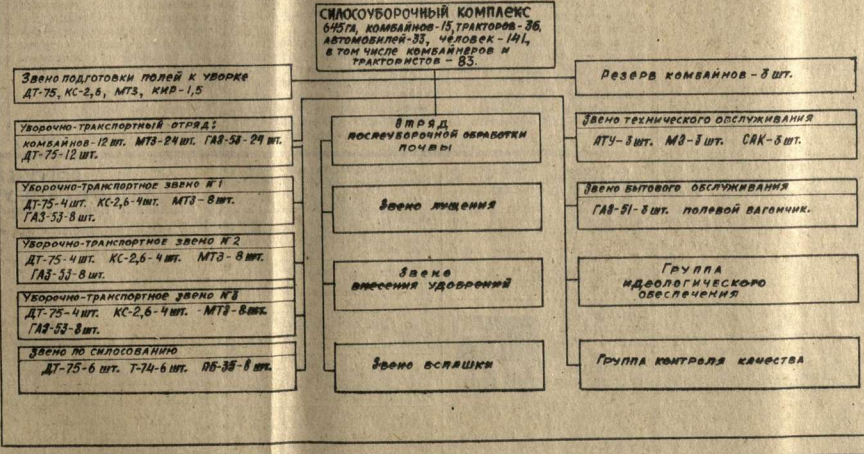 СИЛОСОУБОРОЧНЫЙ КОМПЛЕКС
645ГА, КОМБАЙНОВ-15, ТРАКТОРОВ-36,
АВТОМОБИЛЕЙ-33, ЧЕЛОВЕК-141,
В ТОМ ЧИСЛЕ КОМБАЙНЕРОВ И
ТРАКТОРИСТОВ - 83.
ЗВЕНО ПОДГОТОВКИ ПОЛЕЙ К УБОРКЕ
ДТ-75, КС-2,6, МТЗ, КИР-1,5
УБОРОЧНО-ТРАНСПОРТНЫЙ ОТРЯД:
КОМБАЙНОВ-12 ШТ. МТЗ-24 ШТ. ГАЗ-53-24 ШТ.
ДТ-75-12 ШТ.
УБОРОЧНО-ТРАНСПОРТНОЕ ЗВЕНО №1
ДТ-75-4 ШТ. КС-2,6-4 ШТ. МТЗ-8 ШТ.
ГАЗ-53-8 ШТ.
УБОРОЧНО-ТРАНСПОРТНОЕ ЗВЕНО №2
ДТ-75-4 ШТ. КС-2,6-4 ШТ. МТЗ-8 ШТ.
ГАЗ-53-8 ШТ.
УБОРОЧНО-ТРАНСПОРТНОЕ ЗВЕНО №3
ДТ-75-4 ШТ. КС-2,6-4 ШТ. МТЗ-8 ШТ.
ГАЗ-53-8 ШТ.
ЗВЕНО ПО СИЛОСОВАНИЮ
ДТ-75-6 ШТ. Т-74-6 ШТ. ПБ-35-8 ШТ.
ОТРЯД
ПОСЛЕУБОРОЧНОЙ ОБРАБОТКИ
ПОЧВЫ
ЗВЕНО ЛУЩЕНИЯ
ЗВЕНО
ВНЕСЕНИЯ УДОБРЕНИЙ
ЗВЕНО ВСПАШКИ
РЕЗЕРВ КОМБАЙНОВ - 3 ШТ.
ЗВЕНО ТЕХНИЧЕСКОГО ОБСЛУЖИВАНИЯ
АТУ-3 ШТ. МЗ-3 ШТ. САК-3 ШТ.
ЗВЕНО БЫТОВОГО ОБСЛУЖИВАНИЯ
ГАЗ-51-3 ШТ. ПОЛЕВОЙ ВАГОНЧИК.
ГРУППА
ИДЕОЛОГИЧЕСКОГО
ОБЕСПЕЧЕНИЯ
ГРУППА КОНТРОЛЯ КАЧЕСТВА